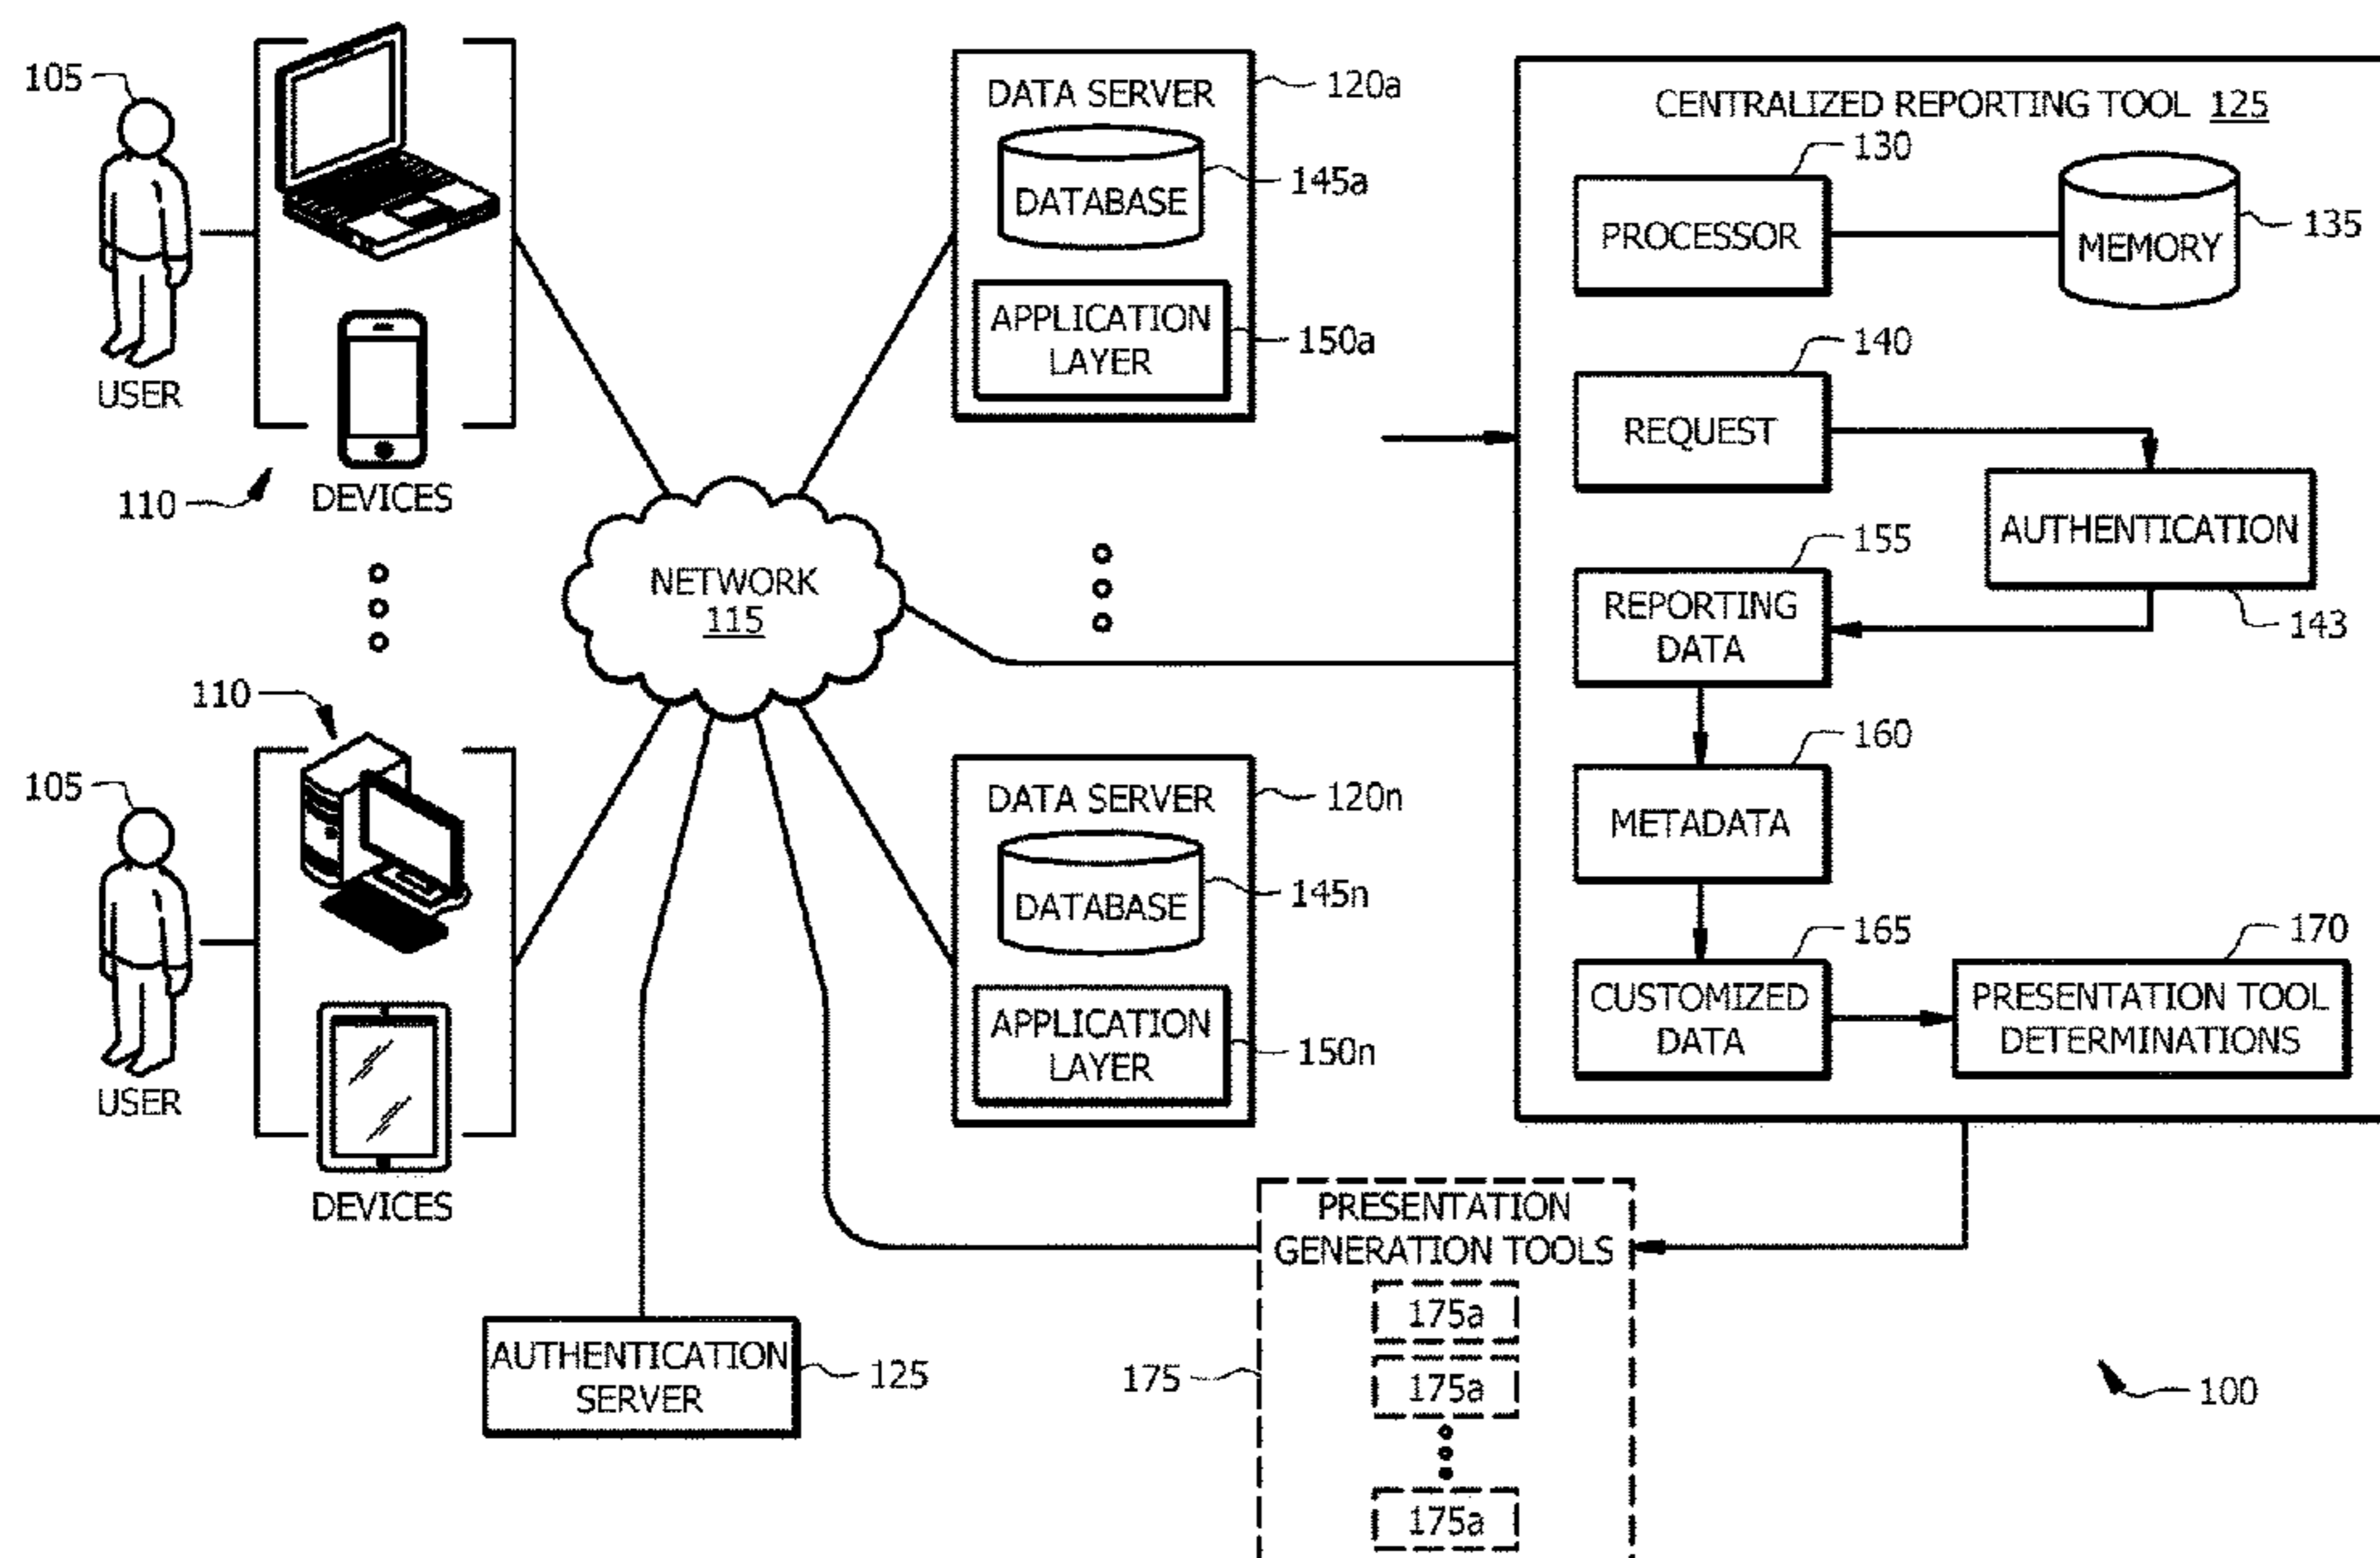 105
USER
110
DEVICES
110
105
USER
DEVICES
NETWORK
115
DATA SERVER
120a
DATABASE
145a
APPLICATION
LAYER
150a
DATA SERVER
120n
DATABASE
145n
APPLICATION
LAYER
150n
AUTHENTICATION
SERVER
125
CENTRALIZED REPORTING TOOL 125
130
PROCESSOR
MEMORY
135
140
REQUEST
AUTHENTICATION
143
155
REPORTING
DATA
160
METADATA
165
CUSTOMIZED
DATA
170
PRESENTATION TOOL
DETERMINATIONS
PRESENTATION
GENERATION TOOLS
175a
175
175a
175a
100